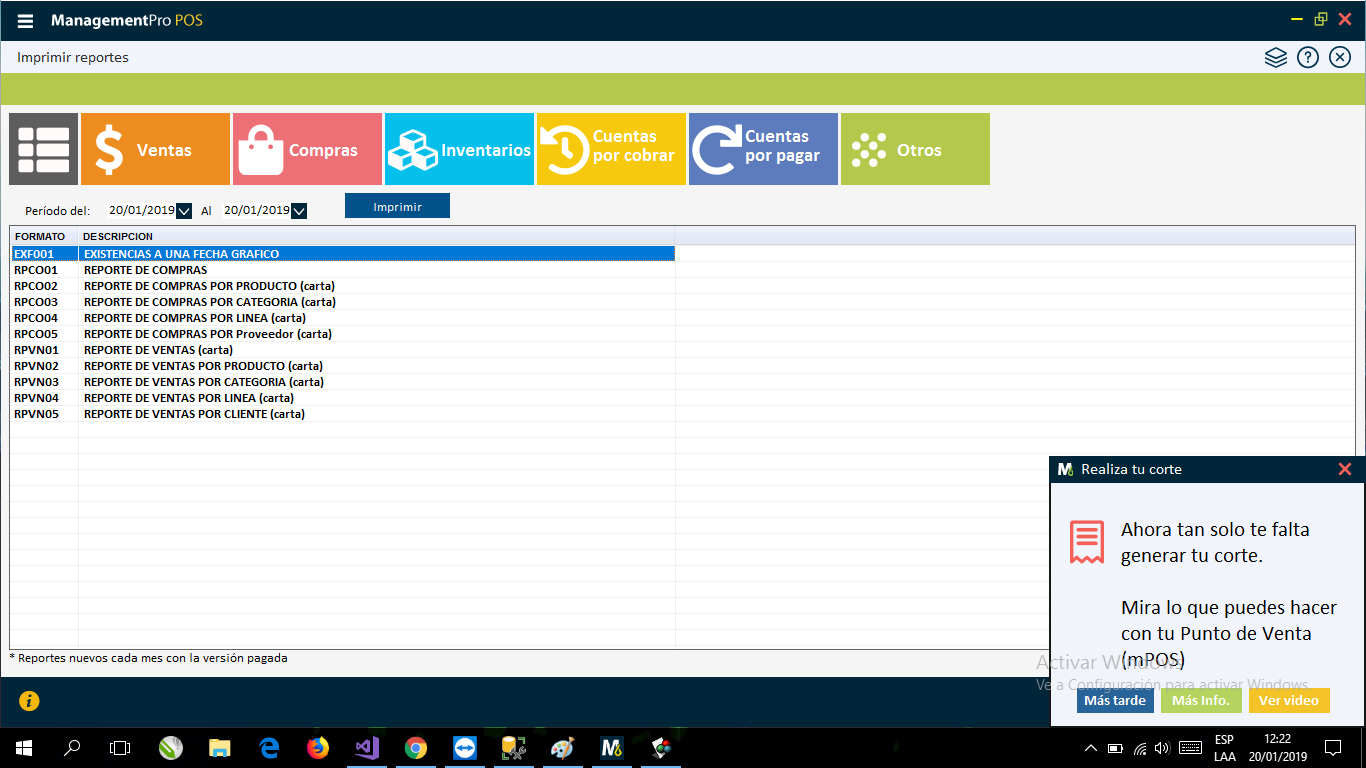 ManagementPro POS
Imprimir reportes
Ventas
Compras
Inventarios
Cuentas
por cobrar
Cuentas
por pagar
Otros
Período del: 20/01/2019 Al 20/01/2019 Imprimir
FORMATO DESCRIPCION
EXF001 EXISTENCIAS A UNA FECHA GRAFICO
RPCO01 REPORTE DE COMPRAS
RPCO02 REPORTE DE COMPRAS POR PRODUCTO (carta)
RPCO03 REPORTE DE COMPRAS POR CATEGORIA (carta)
RPCO04 REPORTE DE COMPRAS POR LINEA (carta)
RPCO05 REPORTE DE COMPRAS POR Proveedor (carta)
RPVN01 REPORTE DE VENTAS (carta)
RPVN02 REPORTE DE VENTAS POR PRODUCTO (carta)
RPVN03 REPORTE DE VENTAS POR CATEGORIA (carta)
RPVN04 REPORTE DE VENTAS POR LINEA (carta)
RPVN05 REPORTE DE VENTAS POR CLIENTE (carta)
* Reportes nuevos cada mes con la versión pagada
Realiza tu corte
Ahora tan solo te falta
generar tu corte.
Mira lo que puedes hacer
con tu Punto de Venta
(mPOS)
Activar Windows
Ve a Configuración para activar Windows.
Más tarde Más Info. Ver video
ESP
LAA
12:22
20/01/2019